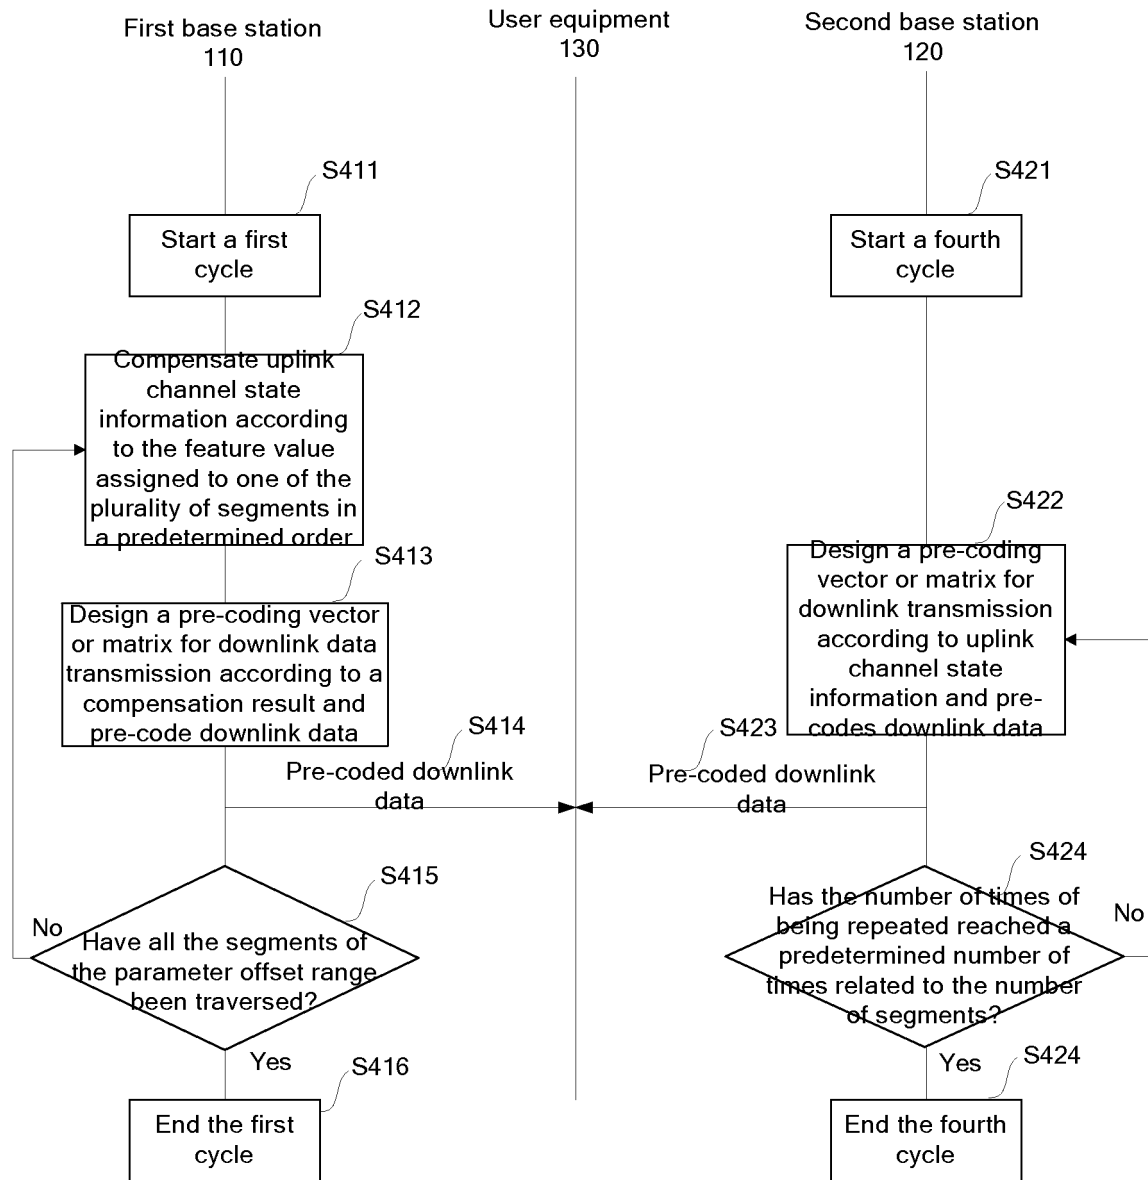 First base station
110
User equipment
130
Second base station
120
S411
Start a first
cycle
S421
Start a fourth
cycle
S412
Compensate uplink
channel state
information according
to the feature value
assigned to one of the
plurality of segments in
a predetermined order
S413
Design a pre-coding vector
or matrix for downlink data
transmission according to a
compensation result and
pre-code downlink data
S422
Design a pre-coding
vector or matrix for
downlink transmission
according to uplink
channel state
information and pre-
codes downlink data
S414
Pre-coded downlink
data
S423
Pre-coded downlink
data
S415
No
Have all the segments of
the parameter offset range
been traversed?
Yes
S424
Has the number of times of
being repeated reached a
predetermined number of
times related to the number
of segments?
No
Yes
S416
End the first
cycle
S424
End the fourth
cycle